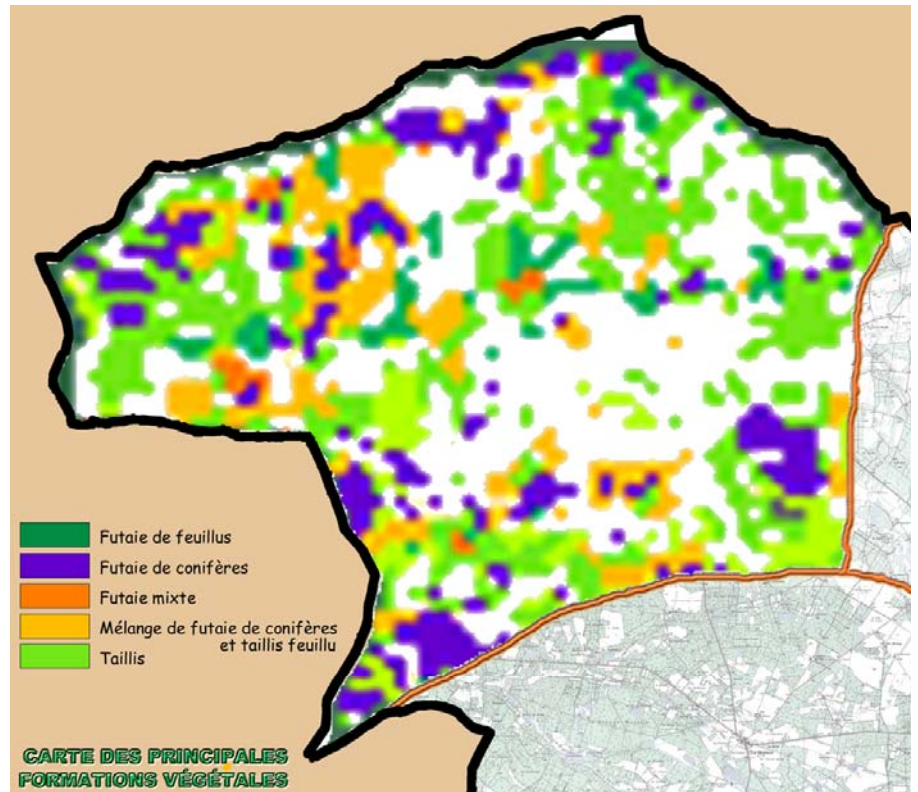 Futaie de feuillus
Futaie de conifères
Futaie mixte
Mélange de futaie de conifères
et taillis feuillu
Taillis
CARTE DES PRINCIPALES
FORMATIONS VÉGÉTALES